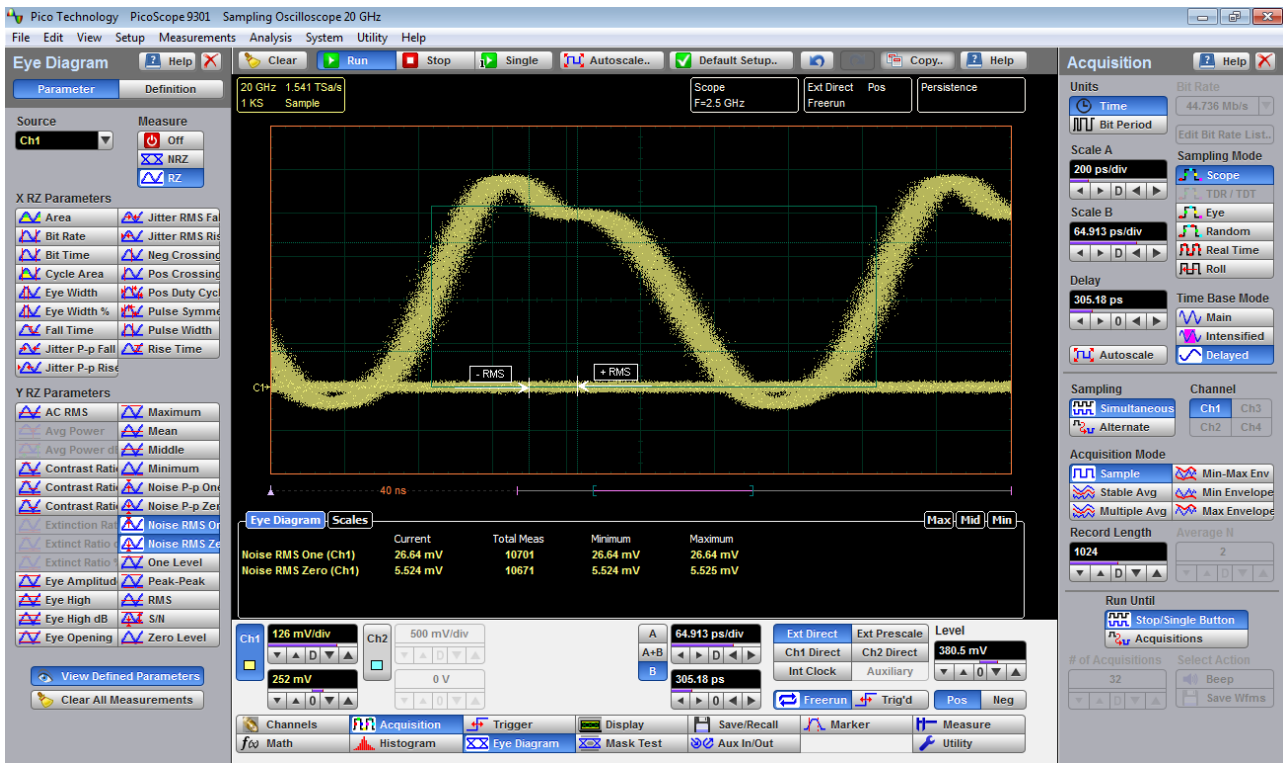 Pico Technology PicoScope 9301 Sampling Oscilloscope 20 GHz
File Edit View Setup Measurements Analysis System Utility Help
Eye Diagram Help
Parameter Definition
Source Measure
Ch1 Off
NRZ
RZ
X RZ Parameters
Area Jitter RMS Fal
Bit Rate Jitter RMS Ris
Bit Time Neg Crossing
Cycle Area Pos Crossing
Eye Width Pos Duty Cycl
Eye Width % Pulse Symme
Fall Time Pulse Width
Jitter P-p Fall Rise Time
Jitter P-p Rise
Y RZ Parameters
AC RMS Maximum
Avg Power Mean
Avg Power d Middle
Contrast Rati Minimum
Contrast Rati Noise P-p One
Contrast Rati Noise P-p Zer
Extinction Rat Noise RMS On
Extinct Ratio Noise RMS Ze
Extinct Ratio One Level
Eye Amplitud Peak-Peak
Eye High RMS
Eye High dB S/N
Eye Opening Zero Level
View Defined Parameters
Clear All Measurements
Clear Run Stop Single Autoscale.. Default Setup.. Copy.. Help
20 GHz 1.541 TSa/s
1 KS Sample
Scope
F=2.5 GHz
Ext Direct Pos
Freerun
Persistence
C1
- RMS
+ RMS
40 ns
Eye Diagram Scales Max Mid Min
Current Total Meas Minimum Maximum
Noise RMS One (Ch1) 26.64 mV 10701 26.64 mV 26.64 mV
Noise RMS Zero (Ch1) 5.524 mV 10671 5.524 mV 5.525 mV
Ch1 126 mV/div Ch2 500 mV/div A 64.913 ps/div Ext Direct Ext Prescale Level
D D A+B D Ch1 Direct Ch2 Direct 380.5 mV
252 mV 0 V B 305.18 ps Int Clock Auxiliary 0
0 0 0 Freerun Trig'd Pos Neg
Channels Acquisition Trigger Display Save/Recall Marker Measure
f(x) Math Histogram Eye Diagram Mask Test Aux In/Out Utility
Acquisition Help
Units Bit Rate
Time 44.736 Mb/s
Bit Period Edit Bit Rate List..
Scale A Sampling Mode
200 ps/div Scope
D TDR / TDT
Scale B Eye
64.913 ps/div Random
D Real Time
Roll
Delay
305.18 ps Time Base Mode
0 Main
Intensified
Autoscale Delayed
Sampling Channel
Simultaneous Ch1 Ch3
Alternate Ch2 Ch4
Acquisition Mode
Sample Min-Max Env
Stable Avg Min Envelope
Multiple Avg Max Envelope
Record Length Average N
1024 2
D D
Run Until
Stop/Single Button
Acquisitions
# of Acquisitions Select Action
32 Beep
0 Save Wfms